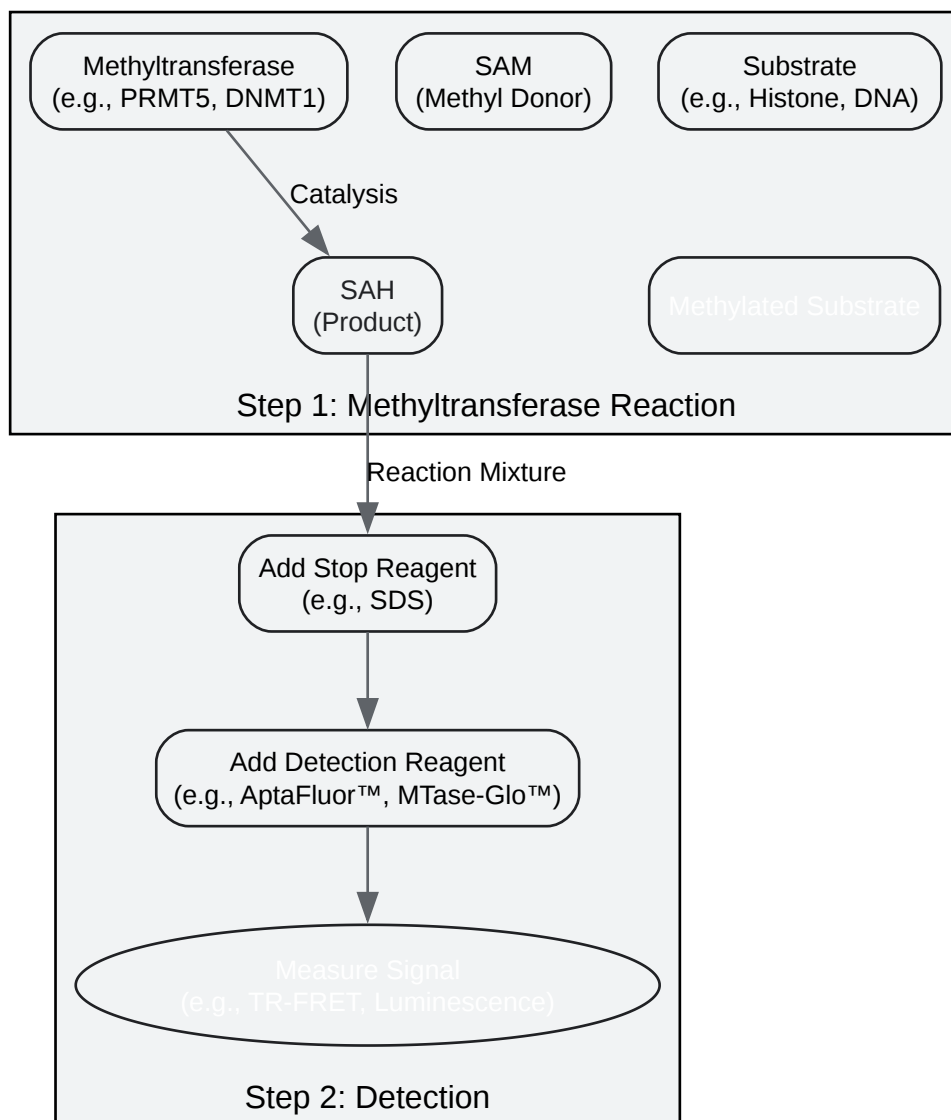 Methyltransferase
(e.g., PRMT5, DNMT1)
SAM
(Methyl Donor)
Substrate
(e.g., Histone, DNA)
Catalysis
SAH
(Product)
Methylated Substrate
Step 1: Methyltransferase Reaction
Reaction Mixture
Add Stop Reagent
(e.g., SDS)
Add Detection Reagent
(e.g., AptaFluor™, MTase-Glo™)
Measure Signal
(e.g., TR-FRET, Luminescence)
Step 2: Detection